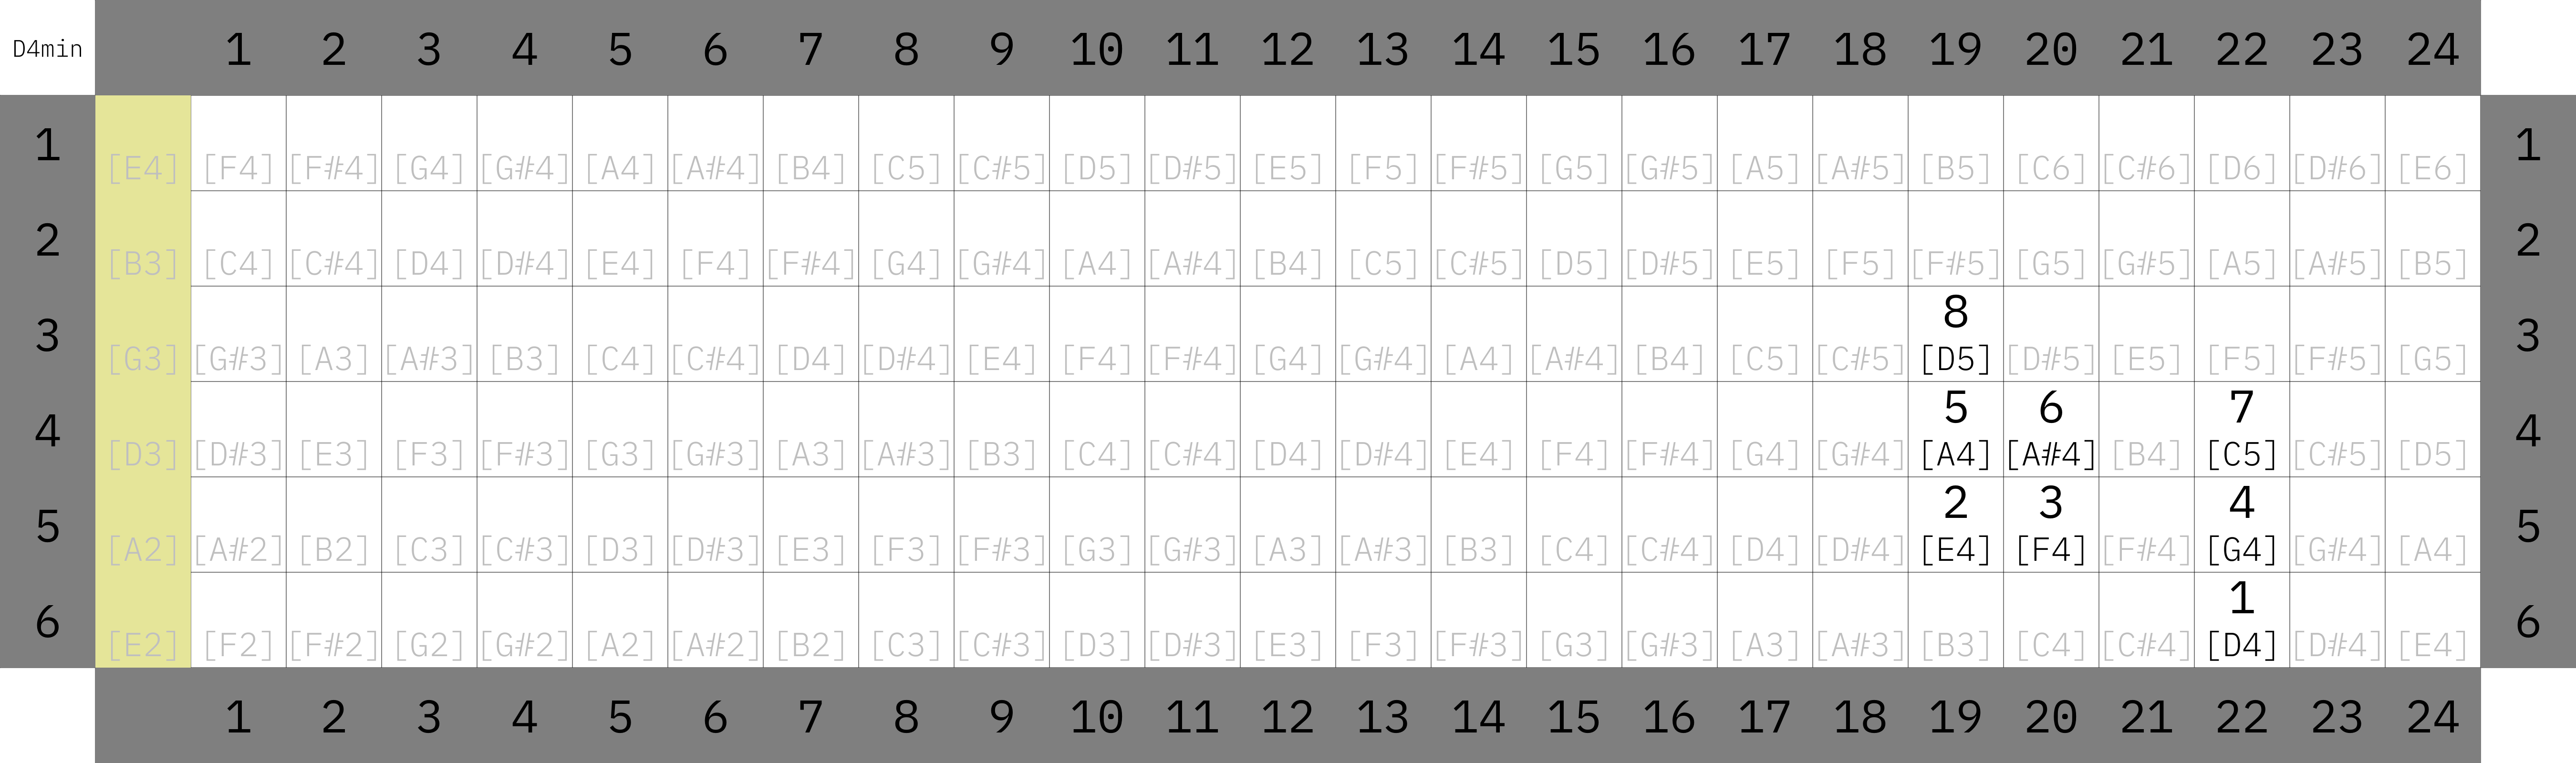 D4min 1 2 3 4 5 6 7 8 9 10 11 12 13 14 15 16 17 18 19 20 21 22 23 24
1 [E4] [F4] [F#4] [G4] [G#4] [A4] [A#4] [B4] [C5] [C#5] [D5] [D#5] [E5] [F5] [F#5] [G5] [G#5] [A5] [A#5] [B5] [C6] [C#6] [D6] [D#6] [E6] 1
2 [B3] [C4] [C#4] [D4] [D#4] [E4] [F4] [F#4] [G4] [G#4] [A4] [A#4] [B4] [C5] [C#5] [D5] [D#5] [E5] [F5] [F#5] [G5] [G#5] [A5] [A#5] [B5] 2
8
3 [G3] [G#3] [A3] [A#3] [B3] [C4] [C#4] [D4] [D#4] [E4] [F4] [F#4] [G4] [G#4] [A4] [A#4] [B4] [C5] [C#5] [D5] [D#5] [E5] [F5] [F#5] [G5] 3
5 6 7
4 [D3] [D#3] [E3] [F3] [F#3] [G3] [G#3] [A3] [A#3] [B3] [C4] [C#4] [D4] [D#4] [E4] [F4] [F#4] [G4] [G#4] [A4] [A#4] [B4] [C5] [C#5] [D5] 4
2 3 4
5 [A2] [A#2] [B2] [C3] [C#3] [D3] [D#3] [E3] [F3] [F#3] [G3] [G#3] [A3] [A#3] [B3] [C4] [C#4] [D4] [D#4] [E4] [F4] [F#4] [G4] [G#4] [A4] 5
1
6 [E2] [F2] [F#2] [G2] [G#2] [A2] [A#2] [B2] [C3] [C#3] [D3] [D#3] [E3] [F3] [F#3] [G3] [G#3] [A3] [A#3] [B3] [C4] [C#4] [D4] [D#4] [E4] 6
1 2 3 4 5 6 7 8 9 10 11 12 13 14 15 16 17 18 19 20 21 22 23 24